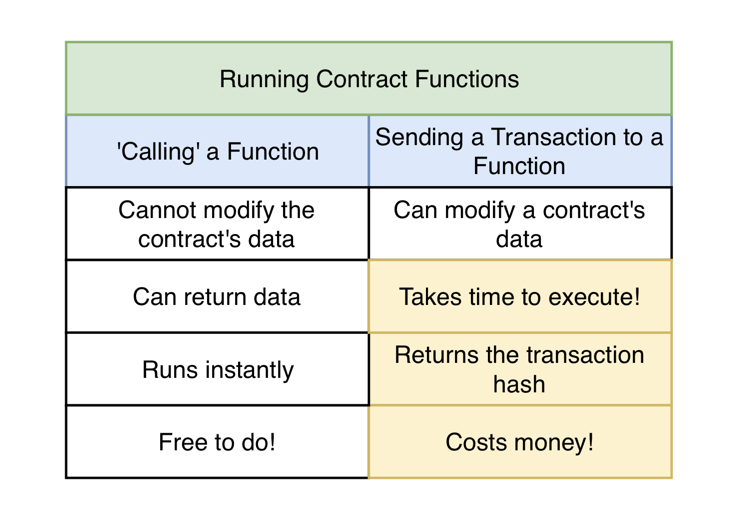 Running Contract Functions
'Calling' a Function
Sending a Transaction to a
Function
Cannot modify the
contract's data
Can modify a contract's
data
Can return data
Takes time to execute!
Runs instantly
Returns the transaction
hash
Free to do!
Costs money!